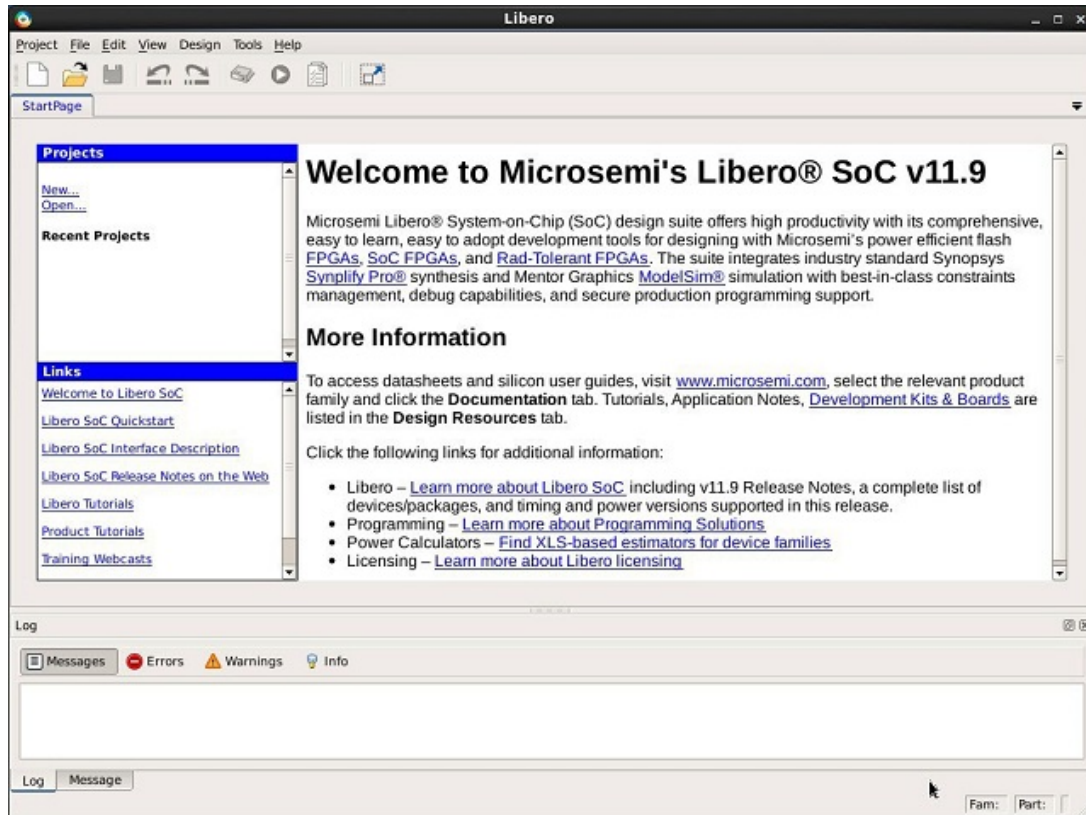 Libero
Project File Edit View Design Tools Help
StartPage
Projects
New...
Open...
Recent Projects
Links
Welcome to Libero SoC
Libero SoC Quickstart
Libero SoC Interface Description
Libero SoC Release Notes on the Web
Libero Tutorials
Product Tutorials
Training Webcasts
Welcome to Microsemi's Libero® SoC v11.9
Microsemi Libero® System-on-Chip (SoC) design suite offers high productivity with its comprehensive,
easy to learn, easy to adopt development tools for designing with Microsemi's power efficient flash
FPGAs, SoC FPGAs, and Rad-Tolerant FPGAs. The suite integrates industry standard Synopsys
Synplify Pro® synthesis and Mentor Graphics ModelSim® simulation with best-in-class constraints
management, debug capabilities, and secure production programming support.
More Information
To access datasheets and silicon user guides, visit www.microsemi.com, select the relevant product
family and click the Documentation tab. Tutorials, Application Notes, Development Kits & Boards are
listed in the Design Resources tab.
Click the following links for additional information:
• Libero – Learn more about Libero SoC including v11.9 Release Notes, a complete list of
devices/packages, and timing and power versions supported in this release.
• Programming – Learn more about Programming Solutions
• Power Calculators – Find XLS-based estimators for device families
• Licensing – Learn more about Libero licensing
Log
Messages Errors Warnings Info
Log Message
Fam: Part: